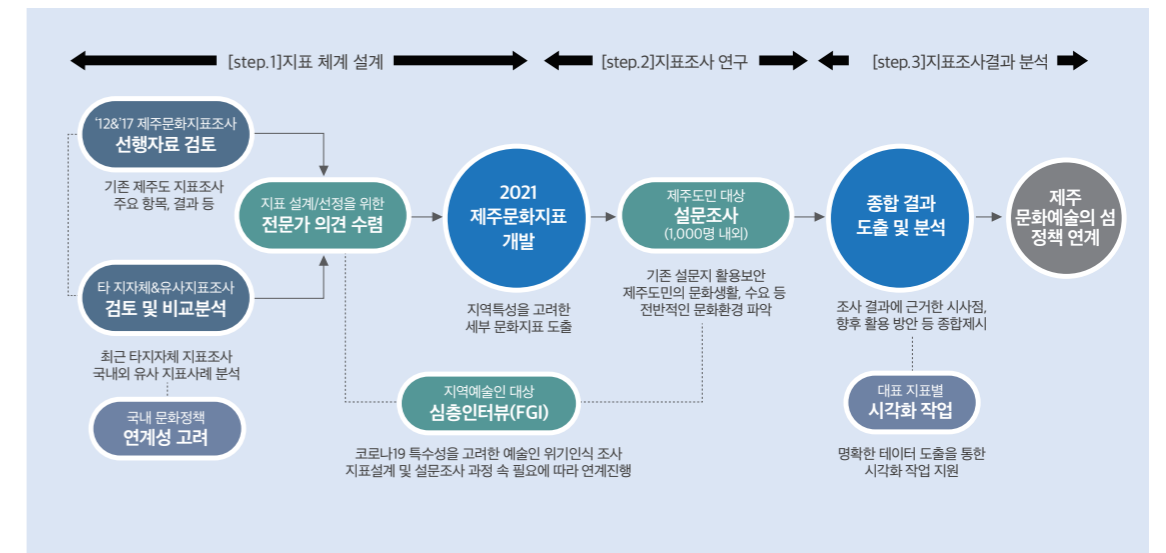 [step.1]지표 체계 설계
[step.2]지표조사 연구
[step.3]지표조사결과 분석
'12&'17 제주문화지표조사
선행자료 검토
기존 제주도 지표조사
주요 항목, 결과 등
타 지자체&유사지표조사
검토 및 비교분석
최근 타지자체 지표조사
국내외 유사 지표사례 분석
국내 문화정책
연계성 고려
지표 설계/선정을 위한
전문가 의견 수렴
2021
제주문화지표
개발
지역특성을 고려한
세부 문화지표 도출
지역예술인 대상
심층인터뷰(FGI)
코로나19 특수성을 고려한 예술인 위기인식 조사
지표설계 및 설문조사 과정 속 필요에 따라 연계진행
제주도민 대상
설문조사
(1,000명 내외)
기존 설문지 활용보안
제주도민의 문화생활, 수요 등
전반적인 문화환경 파악
종합 결과
도출 및 분석
조사 결과에 근거한 시사점,
향후 활용 방안 등 종합제시
대표 지표별
시각화 작업
명확한 테이터 도출을 통한
시각화 작업 지원
제주
문화예술의 섬
정책 연계